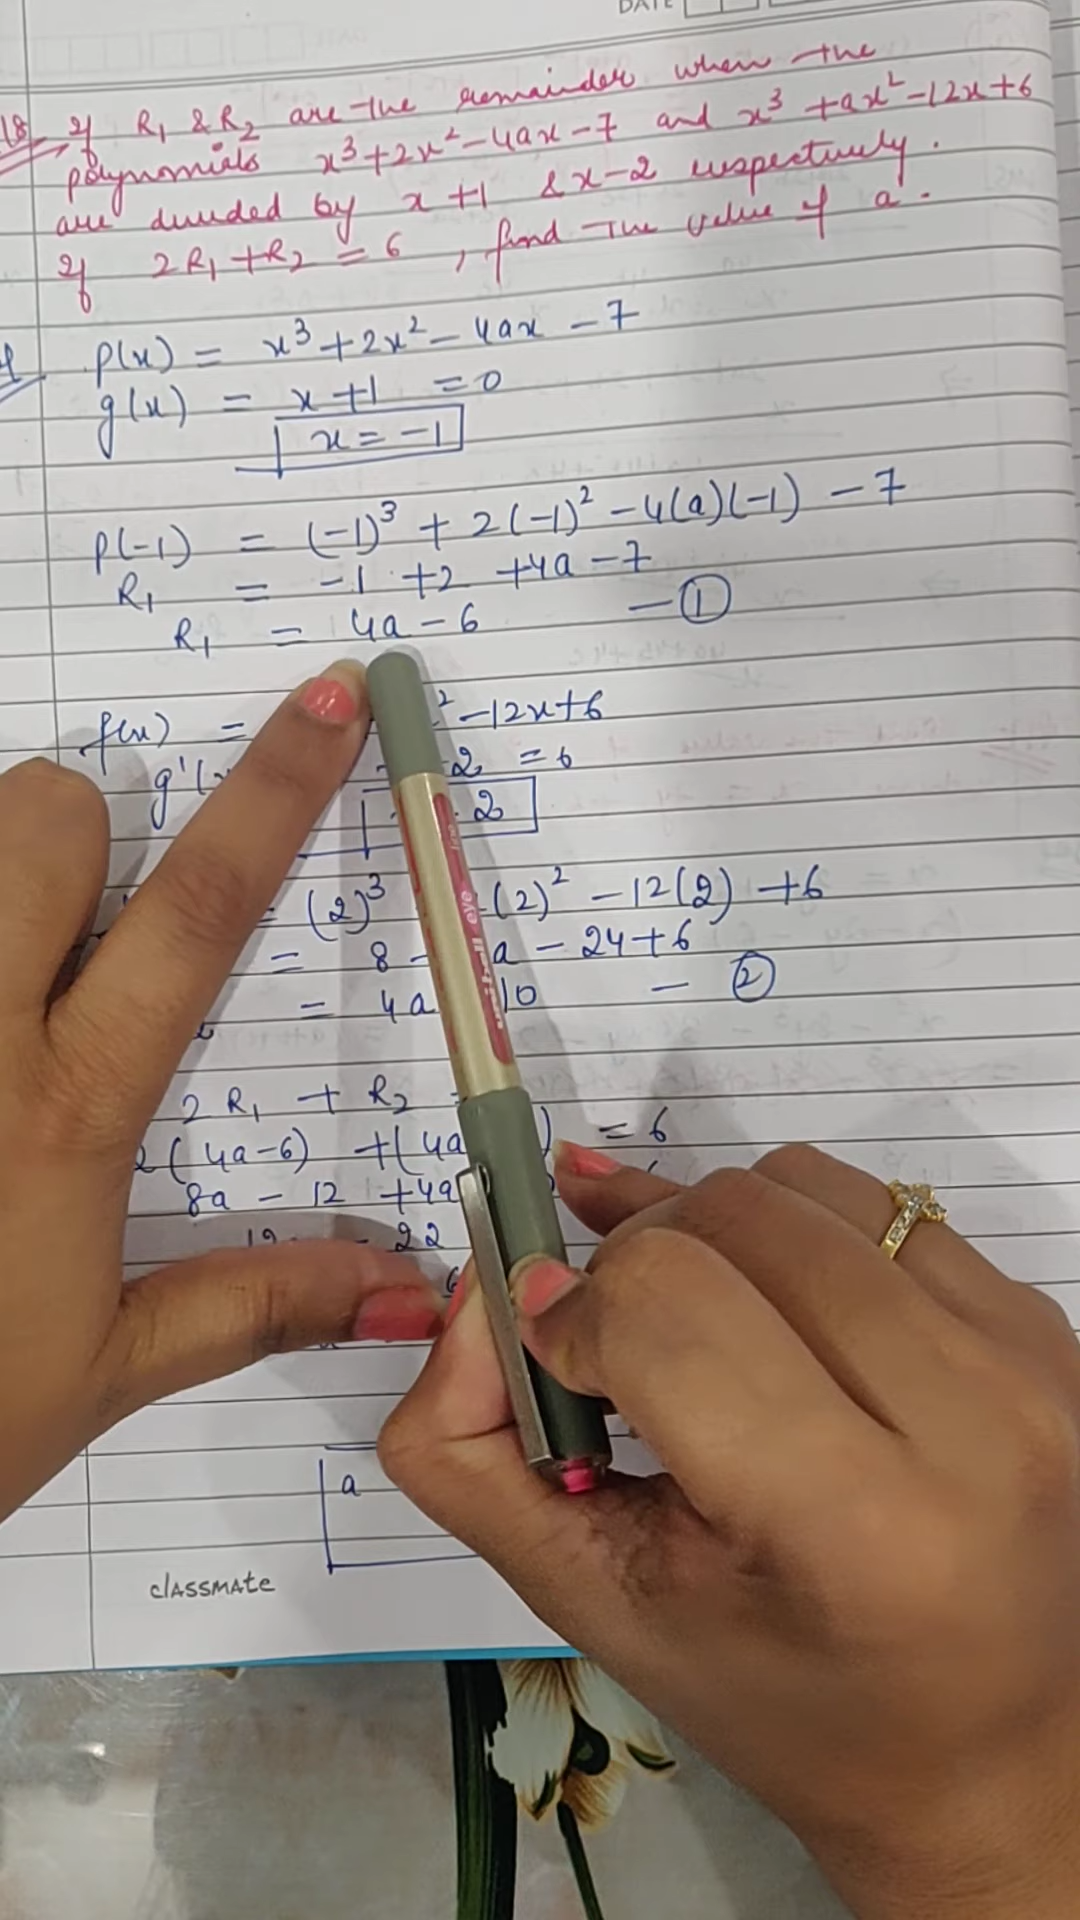 DATE
18 If R₁ & R₂ are the remainder when the
polynomials x³+2x²-4ax-7 and x³+ax²-12x+6
are divided by x+1 & x-2 respectively.
If 2R₁+R₂ = 6, find the value of a.
p(x) = x³+2x²-4ax-7
g(x) = x+1 = 0
x = -1
p(-1) = (-1)³ + 2(-1)² - 4(a)(-1) - 7
R₁ = -1 +2 +4a -7
R₁ = 4a - 6 — ①
f(x) = ² -12x+6
g'( 2 = 6
2
= (2)³ (2)² - 12(2) + 6
= 8 a - 24+6
= 4a 10 — ②
2R₁ + R₂
2(4a-6) + (4a ) = 6
8a - 12 +4a
- 22
a
classmate
uniball eye